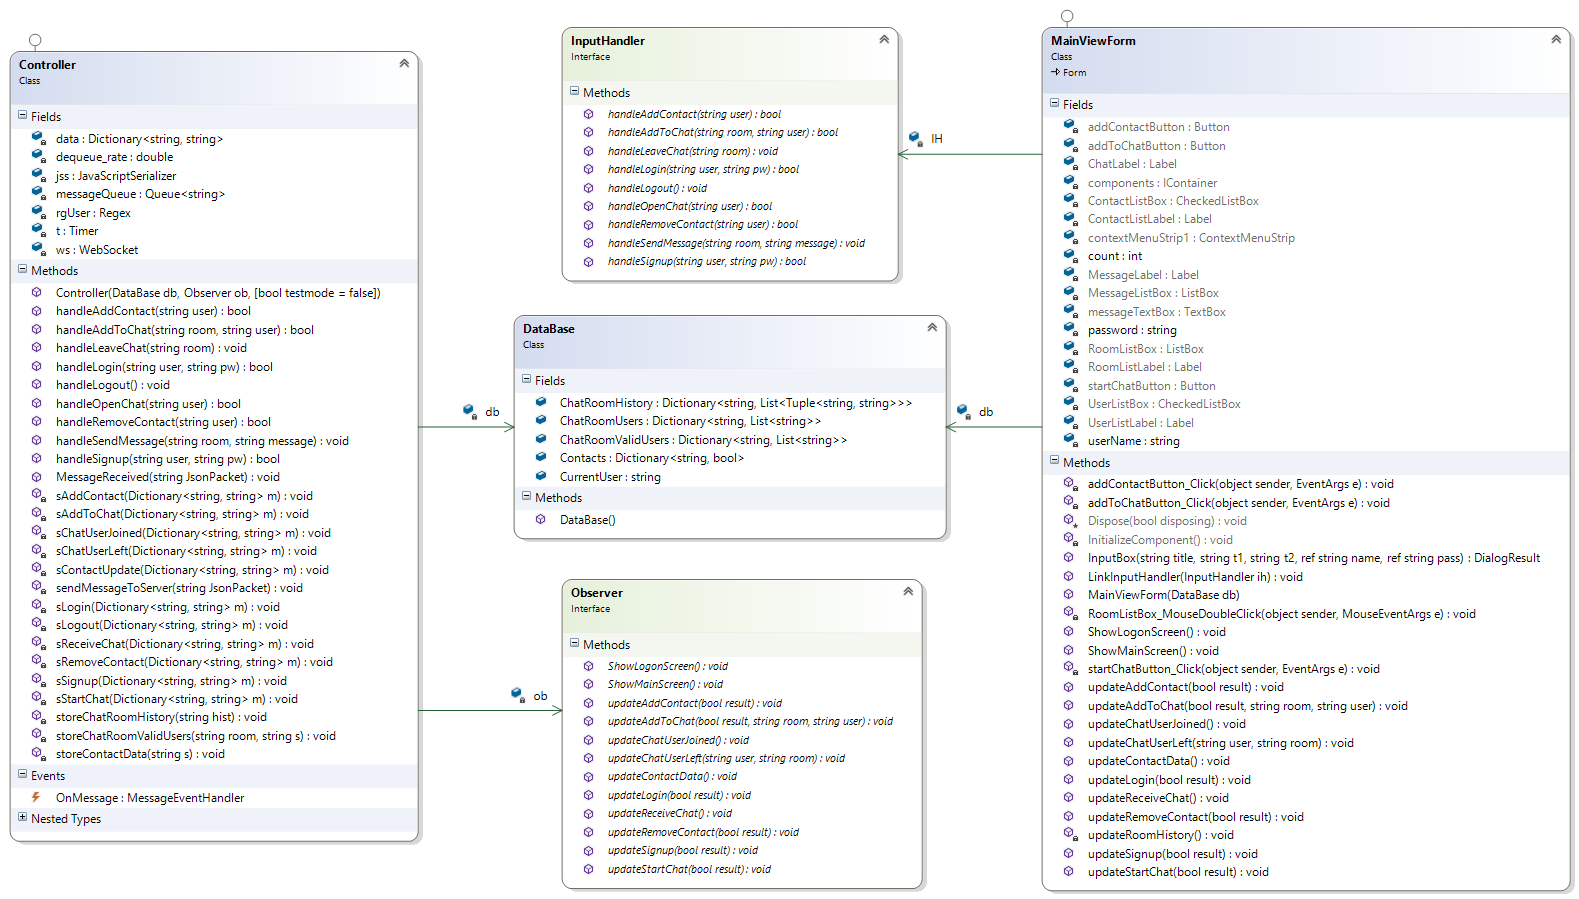 Controller
Class
Fields
data : Dictionary<string, string>
dequeue_rate : double
jss : JavaScriptSerializer
messageQueue : Queue<string>
rgUser : Regex
t : Timer
ws : WebSocket
Methods
Controller(DataBase db, Observer ob, [bool testmode = false])
handleAddContact(string user) : bool
handleAddToChat(string room, string user) : bool
handleLeaveChat(string room) : void
handleLogin(string user, string pw) : bool
handleLogout() : void
handleOpenChat(string user) : bool
handleRemoveContact(string user) : bool
handleSendMessage(string room, string message) : void
handleSignup(string user, string pw) : bool
MessageReceived(string JsonPacket) : void
sAddContact(Dictionary<string, string> m) : void
sAddToChat(Dictionary<string, string> m) : void
sChatUserJoined(Dictionary<string, string> m) : void
sChatUserLeft(Dictionary<string, string> m) : void
sContactUpdate(Dictionary<string, string> m) : void
sendMessageToServer(string JsonPacket) : void
sLogin(Dictionary<string, string> m) : void
sLogout(Dictionary<string, string> m) : void
sReceiveChat(Dictionary<string, string> m) : void
sRemoveContact(Dictionary<string, string> m) : void
sSignup(Dictionary<string, string> m) : void
sStartChat(Dictionary<string, string> m) : void
storeChatRoomHistory(string hist) : void
storeChatRoomValidUsers(string room, string s) : void
storeContactData(string s) : void
Events
OnMessage : MessageEventHandler
Nested Types
db
ob
InputHandler
Interface
Methods
handleAddContact(string user) : bool
handleAddToChat(string room, string user) : bool
handleLeaveChat(string room) : void
handleLogin(string user, string pw) : bool
handleLogout() : void
handleOpenChat(string user) : bool
handleRemoveContact(string user) : bool
handleSendMessage(string room, string message) : void
handleSignup(string user, string pw) : bool
DataBase
Class
Fields
ChatRoomHistory : Dictionary<string, List<Tuple<string, string>>>
ChatRoomUsers : Dictionary<string, List<string>>
ChatRoomValidUsers : Dictionary<string, List<string>>
Contacts : Dictionary<string, bool>
CurrentUser : string
Methods
DataBase()
Observer
Interface
Methods
ShowLogonScreen() : void
ShowMainScreen() : void
updateAddContact(bool result) : void
updateAddToChat(bool result, string room, string user) : void
updateChatUserJoined() : void
updateChatUserLeft(string user, string room) : void
updateContactData() : void
updateLogin(bool result) : void
updateReceiveChat() : void
updateRemoveContact(bool result) : void
updateSignup(bool result) : void
updateStartChat(bool result) : void
IH
db
MainViewForm
Class
Form
Fields
addContactButton : Button
addToChatButton : Button
ChatLabel : Label
components : IContainer
ContactListBox : CheckedListBox
ContactListLabel : Label
contextMenuStrip1 : ContextMenuStrip
count : int
MessageLabel : Label
MessageListBox : ListBox
messageTextBox : TextBox
password : string
RoomListBox : ListBox
RoomListLabel : Label
startChatButton : Button
UserListBox : CheckedListBox
UserListLabel : Label
userName : string
Methods
addContactButton_Click(object sender, EventArgs e) : void
addToChatButton_Click(object sender, EventArgs e) : void
Dispose(bool disposing) : void
InitializeComponent() : void
InputBox(string title, string t1, string t2, ref string name, ref string pass) : DialogResult
LinkInputHandler(InputHandler ih) : void
MainViewForm(DataBase db)
RoomListBox_MouseDoubleClick(object sender, MouseEventArgs e) : void
ShowLogonScreen() : void
ShowMainScreen() : void
startChatButton_Click(object sender, EventArgs e) : void
updateAddContact(bool result) : void
updateAddToChat(bool result, string room, string user) : void
updateChatUserJoined() : void
updateChatUserLeft(string user, string room) : void
updateContactData() : void
updateLogin(bool result) : void
updateReceiveChat() : void
updateRemoveContact(bool result) : void
updateRoomHistory() : void
updateSignup(bool result) : void
updateStartChat(bool result) : void